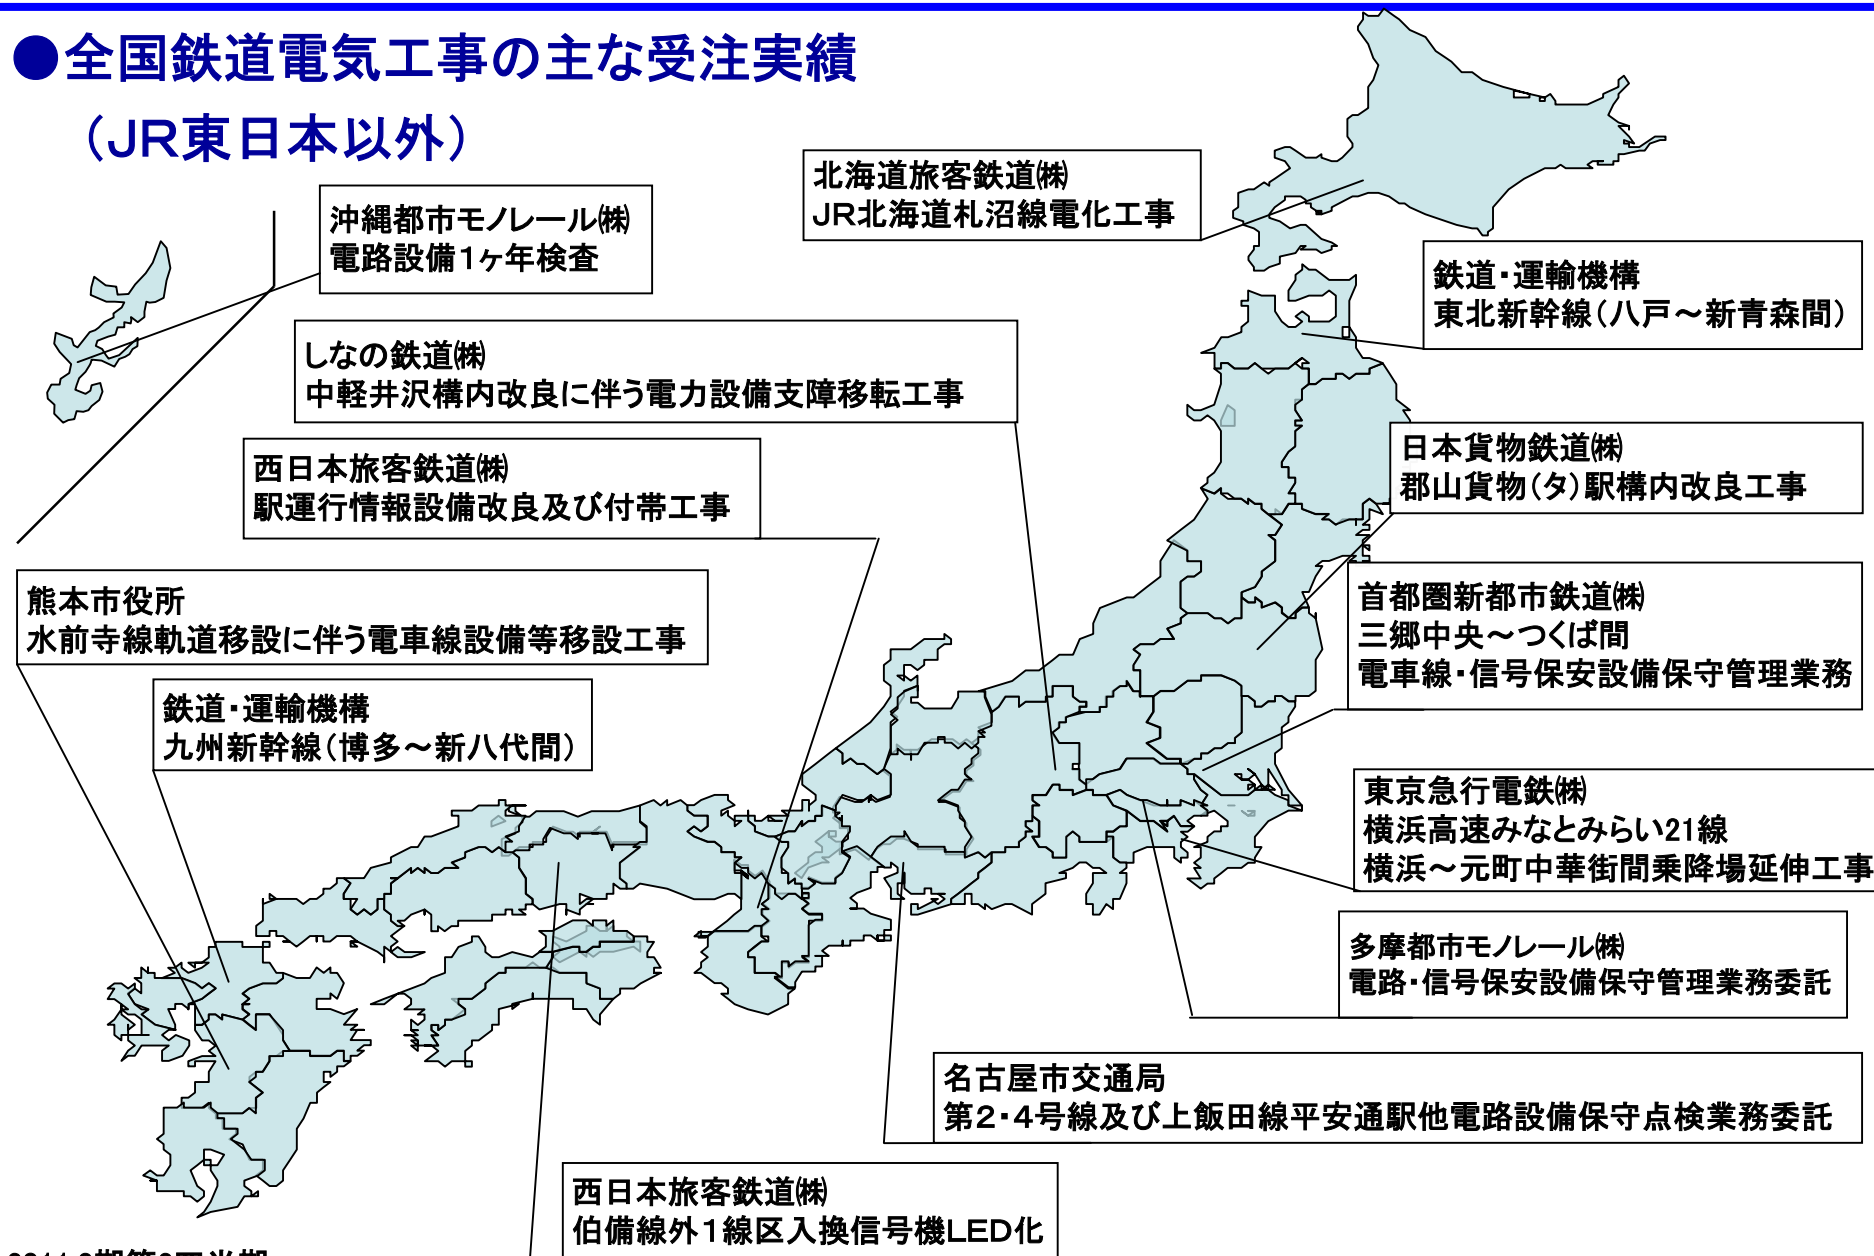 ●全国鉄道電気工事の主な受注実績
（JR東日本以外）
北海道旅客鉄道㈱
JR北海道札沼線電化工事
沖縄都市モノレール㈱
電路設備1ヶ年検査
鉄道・運輸機構
東北新幹線（八戸～新青森間）
しなの鉄道㈱
中軽井沢構内改良に伴う電力設備支障移転工事
日本貨物鉄道㈱
郡山貨物（タ）駅構内改良工事
西日本旅客鉄道㈱
駅運行情報設備改良及び付帯工事
首都圏新都市鉄道㈱
三郷中央～つくば間
電車線・信号保安設備保守管理業務
熊本市役所
水前寺線軌道移設に伴う電車線設備等移設工事
鉄道・運輸機構
九州新幹線（博多～新八代間）
東京急行電鉄㈱
横浜高速みなとみらい21線
横浜～元町中華街間乗降場延伸工事
多摩都市モノレール㈱
電路・信号保安設備保守管理業務委託
名古屋市交通局
第2・4号線及び上飯田線平安通駅他電路設備保守点検業務委託
西日本旅客鉄道㈱
伯備線外1線区入換信号機LED化